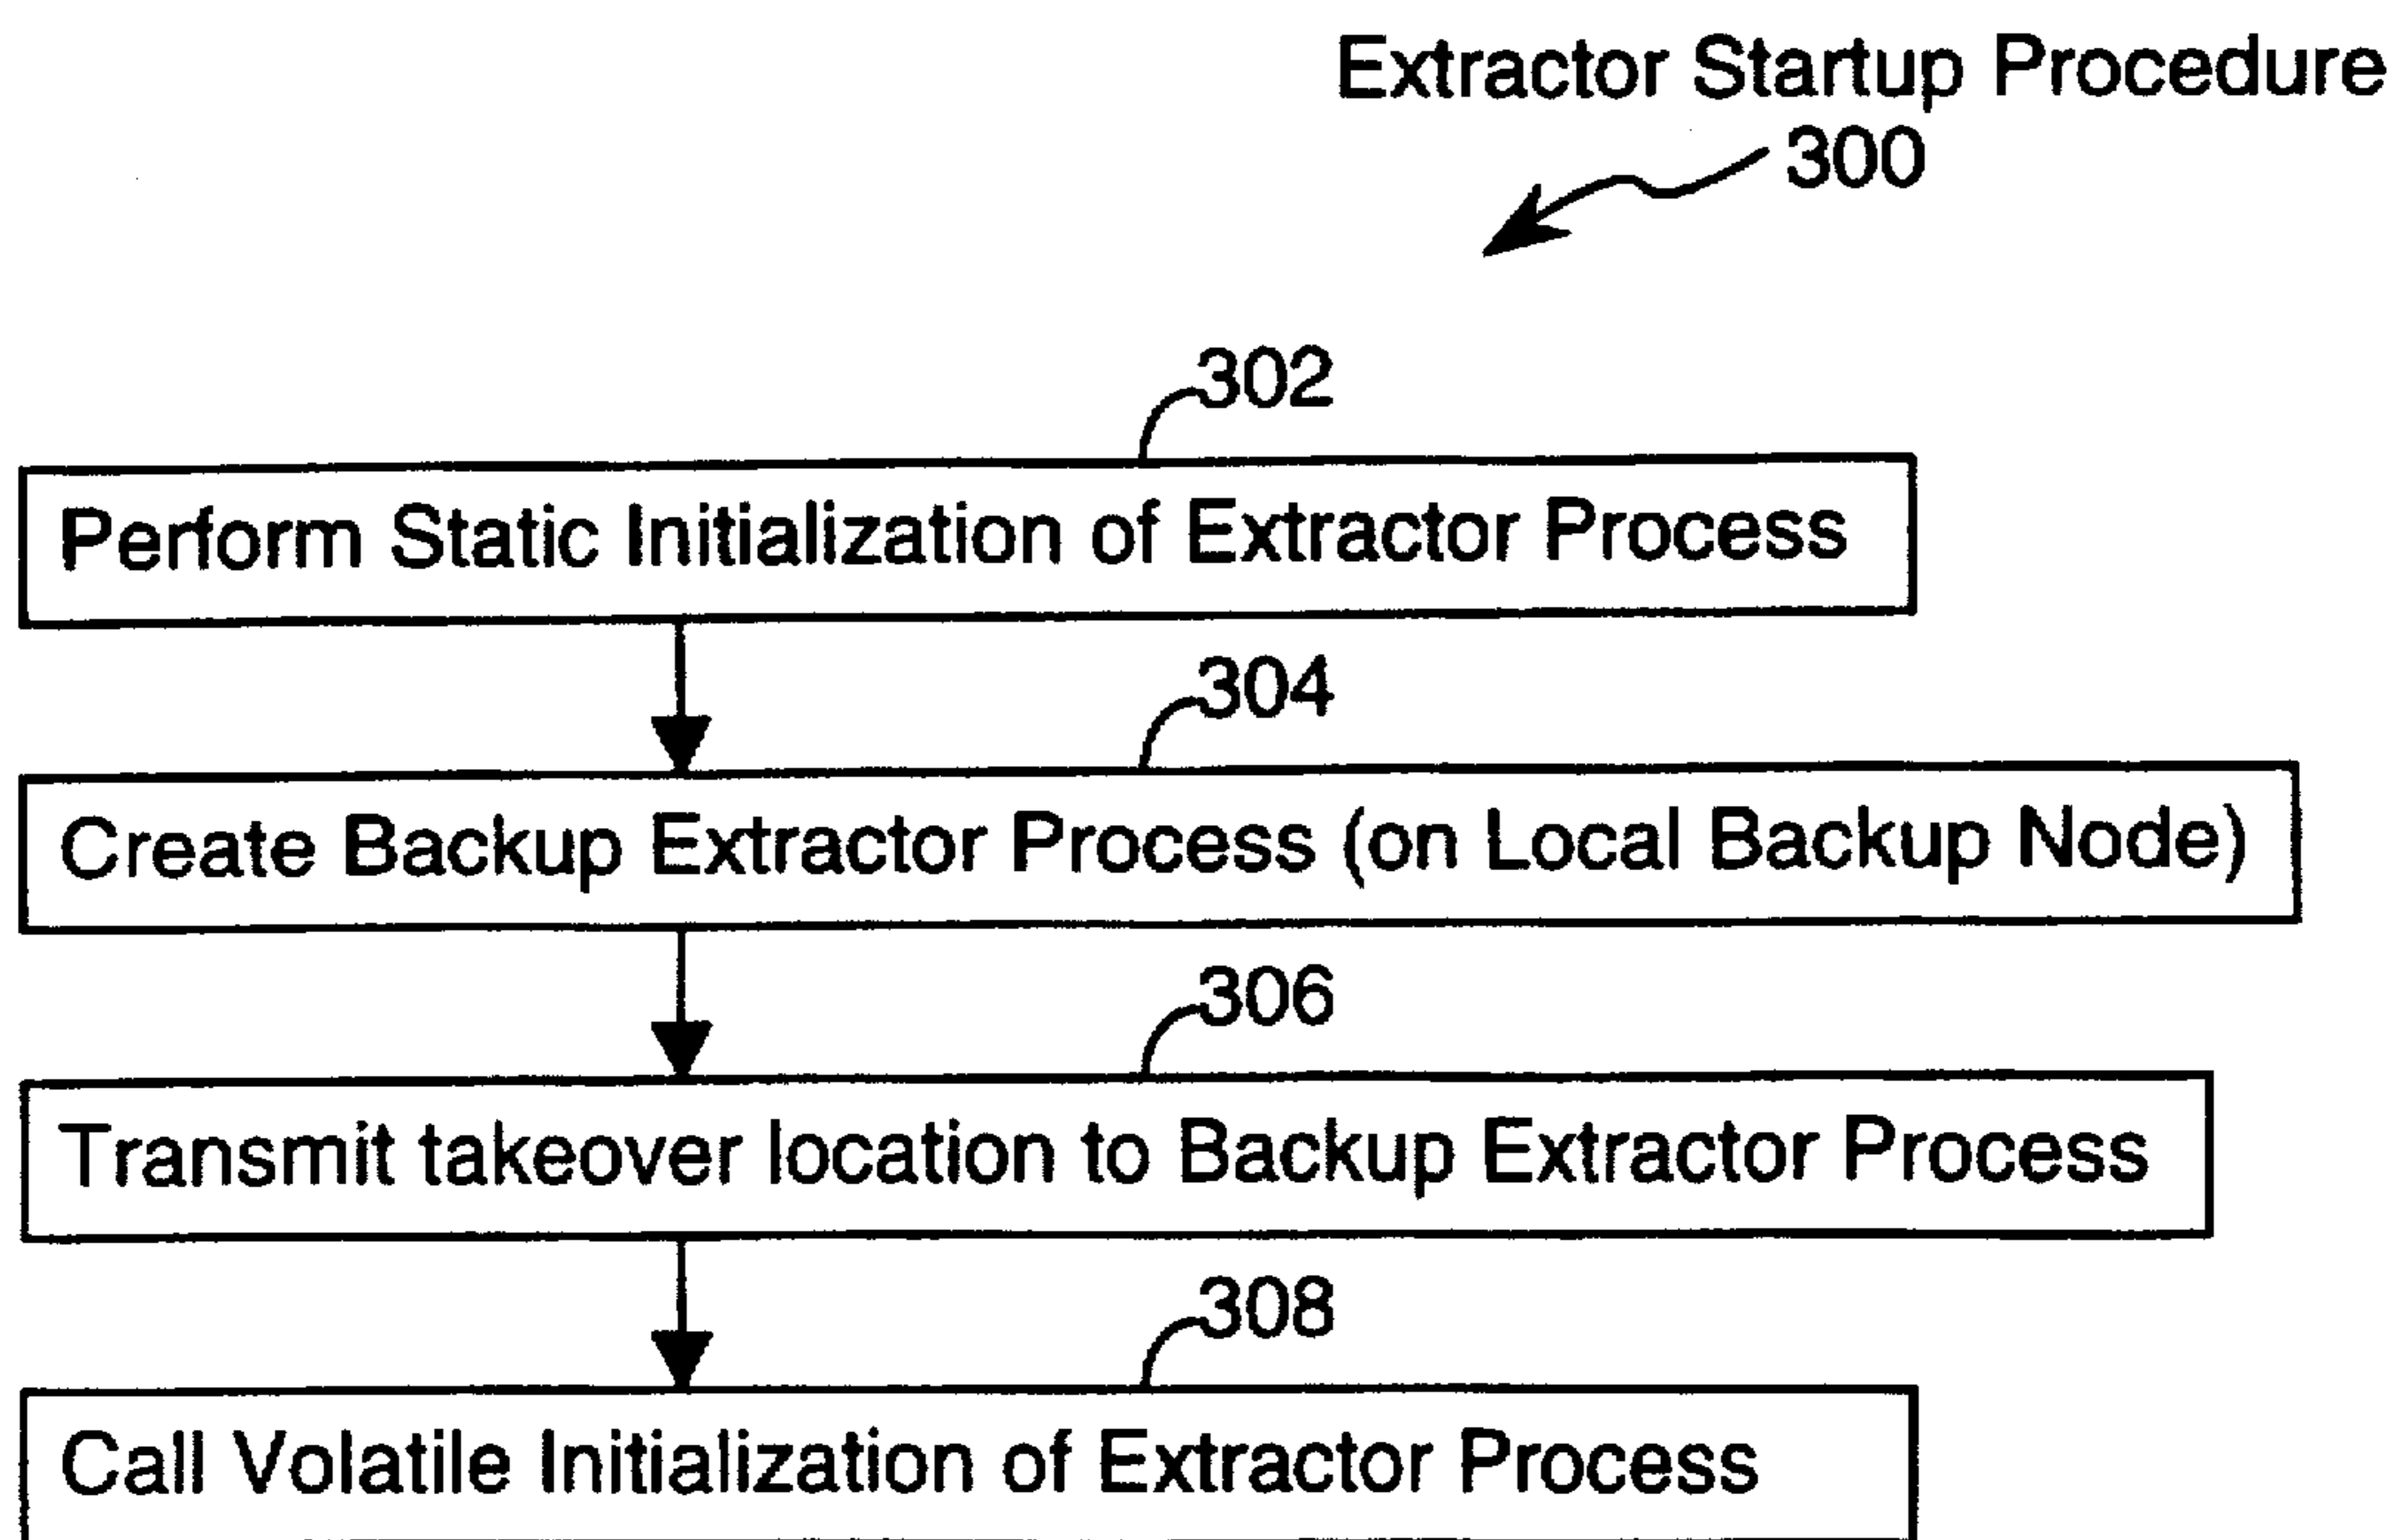 Extractor Startup Procedure
300
302
Perform Static Initialization of Extractor Process
304
Create Backup Extractor Process (on Local Backup Node)
306
Transmit takeover location to Backup Extractor Process
308
Call Volatile Initialization of Extractor Process